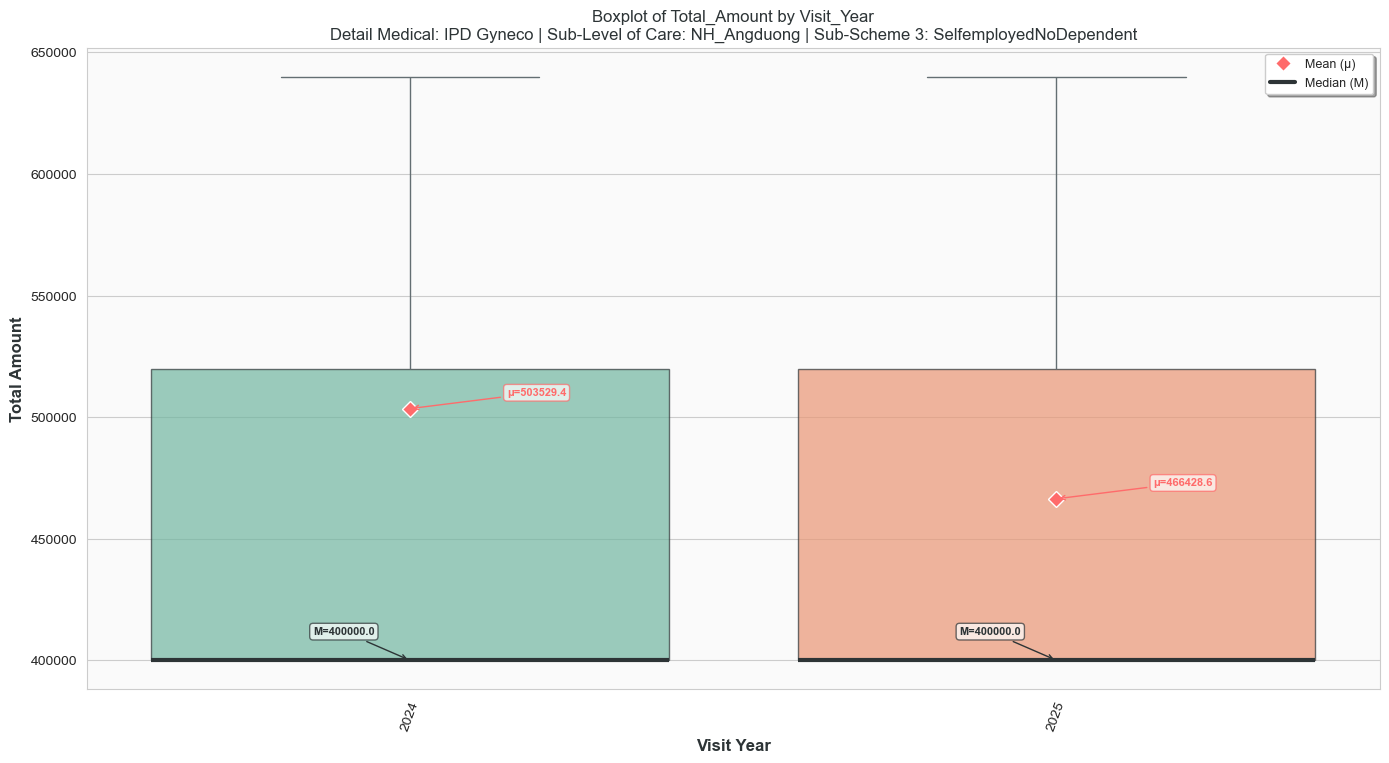 Boxplot of Total_Amount by Visit_Year
Detail Medical: IPD Gyneco | Sub-Level of Care: NH_Angduong | Sub-Scheme 3: SelfemployedNoDependent
Mean (μ)
Median (M)
Total Amount
650000
600000
550000
500000
450000
400000
μ=503529.4
M=400000.0
μ=466428.6
M=400000.0
2024
2025
Visit Year